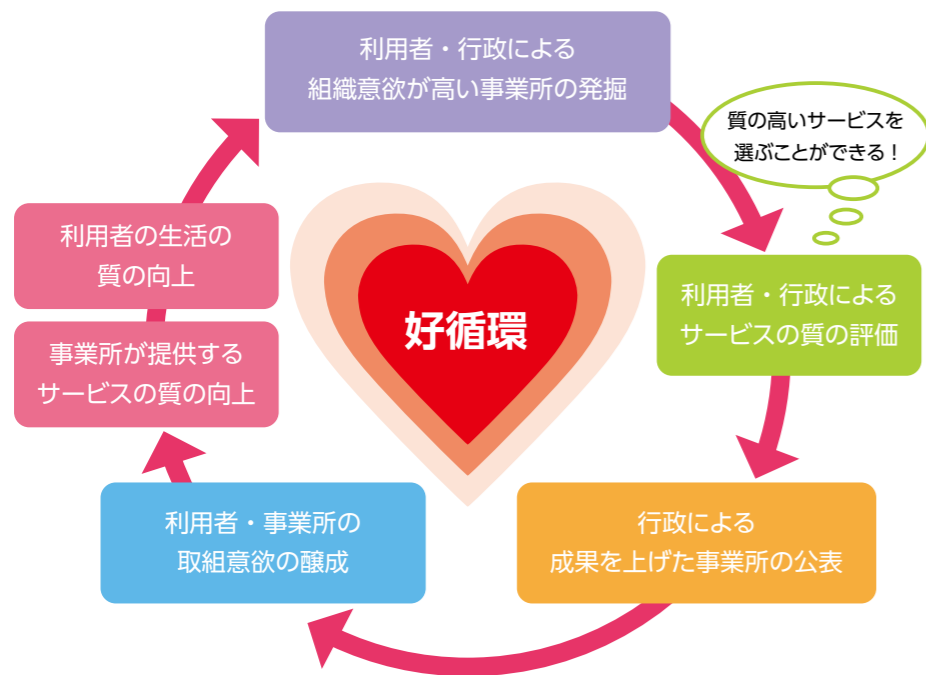 利用者・行政による
組織意欲が高い事業所の発掘
質の高いサービスを
選ぶことができる！
利用者・行政による
サービスの質の評価
行政による
成果を上げた事業所の公表
利用者・事業所の
取組意欲の醸成
事業所が提供する
サービスの質の向上
利用者の生活の
質の向上
好循環